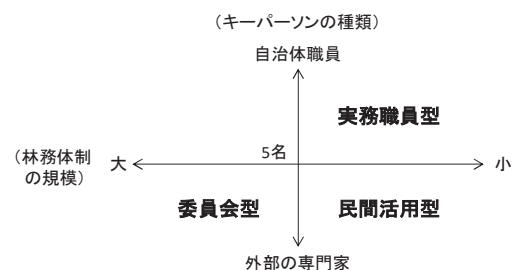 （キーパーソンの種類）
自治体職員
実務職員型
5名
（林務体制
の規模）
大
小
委員会型
民間活用型
外部の専門家